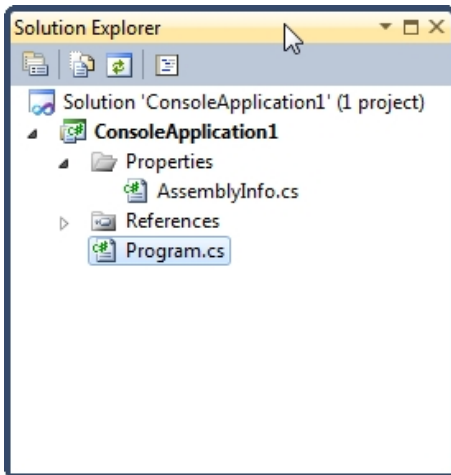 Solution Explorer
Solution 'ConsoleApplication1' (1 project)
ConsoleApplication1
Properties
AssemblyInfo.cs
References
Program.cs